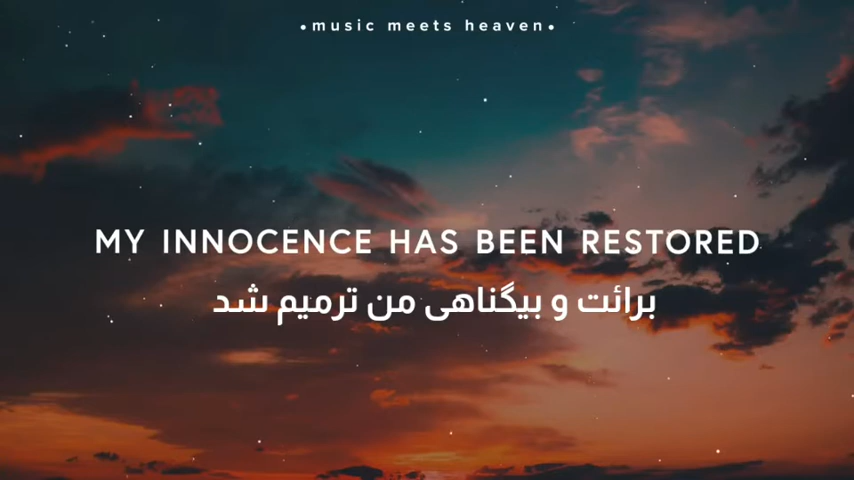 •music meets heaven•
MY INNOCENCE HAS BEEN RESTORED
برائت و بیگناهی من ترمیم شد